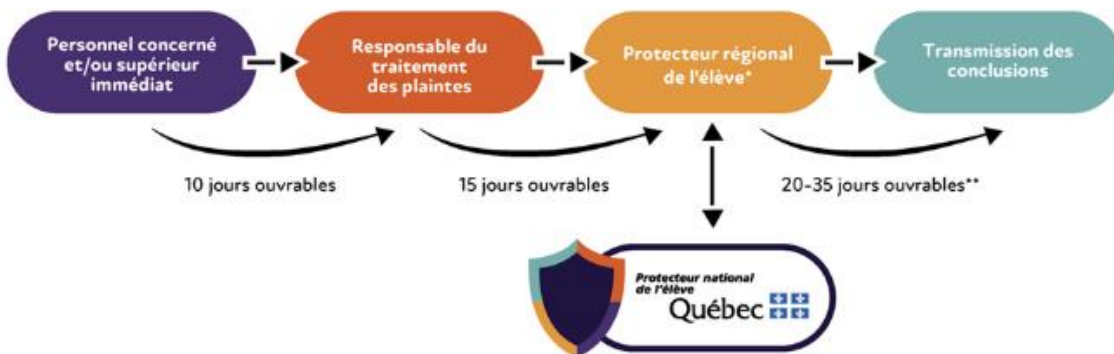 Personnel concerné
et/ou supérieur
immédiat
Responsable du
traitement
des plaintes
Protecteur régional
de l'élève*
Transmission des
conclusions
10 jours ouvrables
15 jours ouvrables
20-35 jours ouvrables**
Protecteur national
de l'élève
Québec